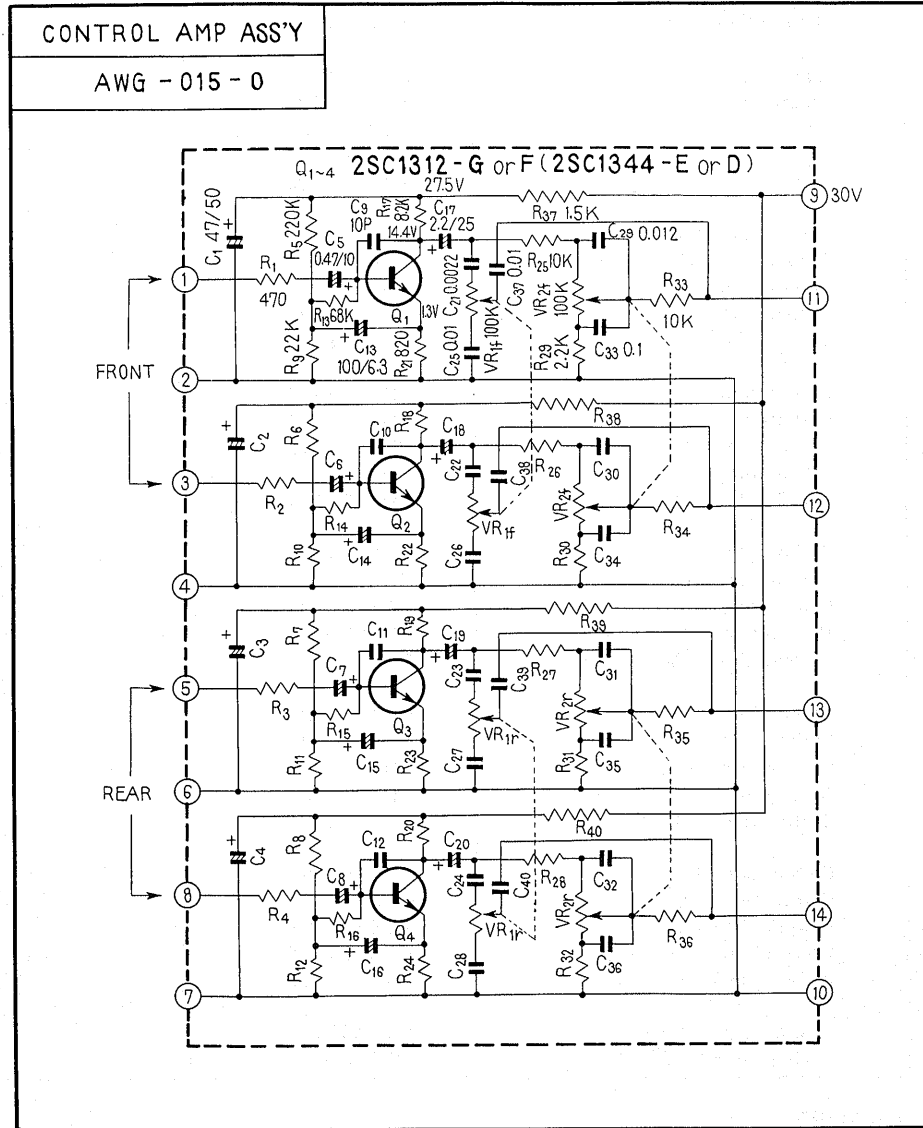 CONTROL AMP ASS'Y
AWG-015-0
Q1~4 2SC1312-G or F (2SC1344-E or D)
27.5V
9 30V
C1 47/50
R5 220K
C9 10P
R17 82K
14.4V
C17 2.2/25
R37 1.5K
C29 0.012
1
R1 470
C5 0.47/10
R13 68K
Q1
1.3V
C21 0.0022
C37 0.01
R25 10K
VR2f 100K
R33 10K
11
FRONT
R9 22K
C13 100/6.3
R21 820
C25 0.01
VR1f 100K
R29 2.2K
C33 0.1
2
C2
R6
C10
R18
C18
R38
3
R2
C6
R14
Q2
C22
C38
R26
C30
VR2f
R34
12
R10
C14
R22
C26
VR1f
R30
C34
4
C3
R7
C11
R19
C19
R39
5
R3
C7
R15
Q3
C23
C39
R27
C31
VR2r
R35
13
REAR
R11
C15
R23
C27
VR1r
R31
C35
6
C4
R8
C12
R20
C20
R40
8
R4
C8
R16
Q4
C24
C40
R28
C32
VR2r
R36
14
R12
C16
R24
C28
VR1r
R32
C36
7
10